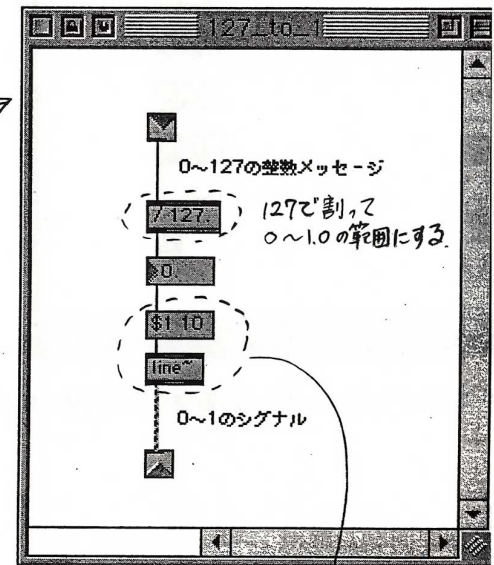 127_to_1
0~127の整数メッセージ
/ 127.
127で割って
0~1.0の範囲にする.
0.
$1 10
line~
0~1のシグナル